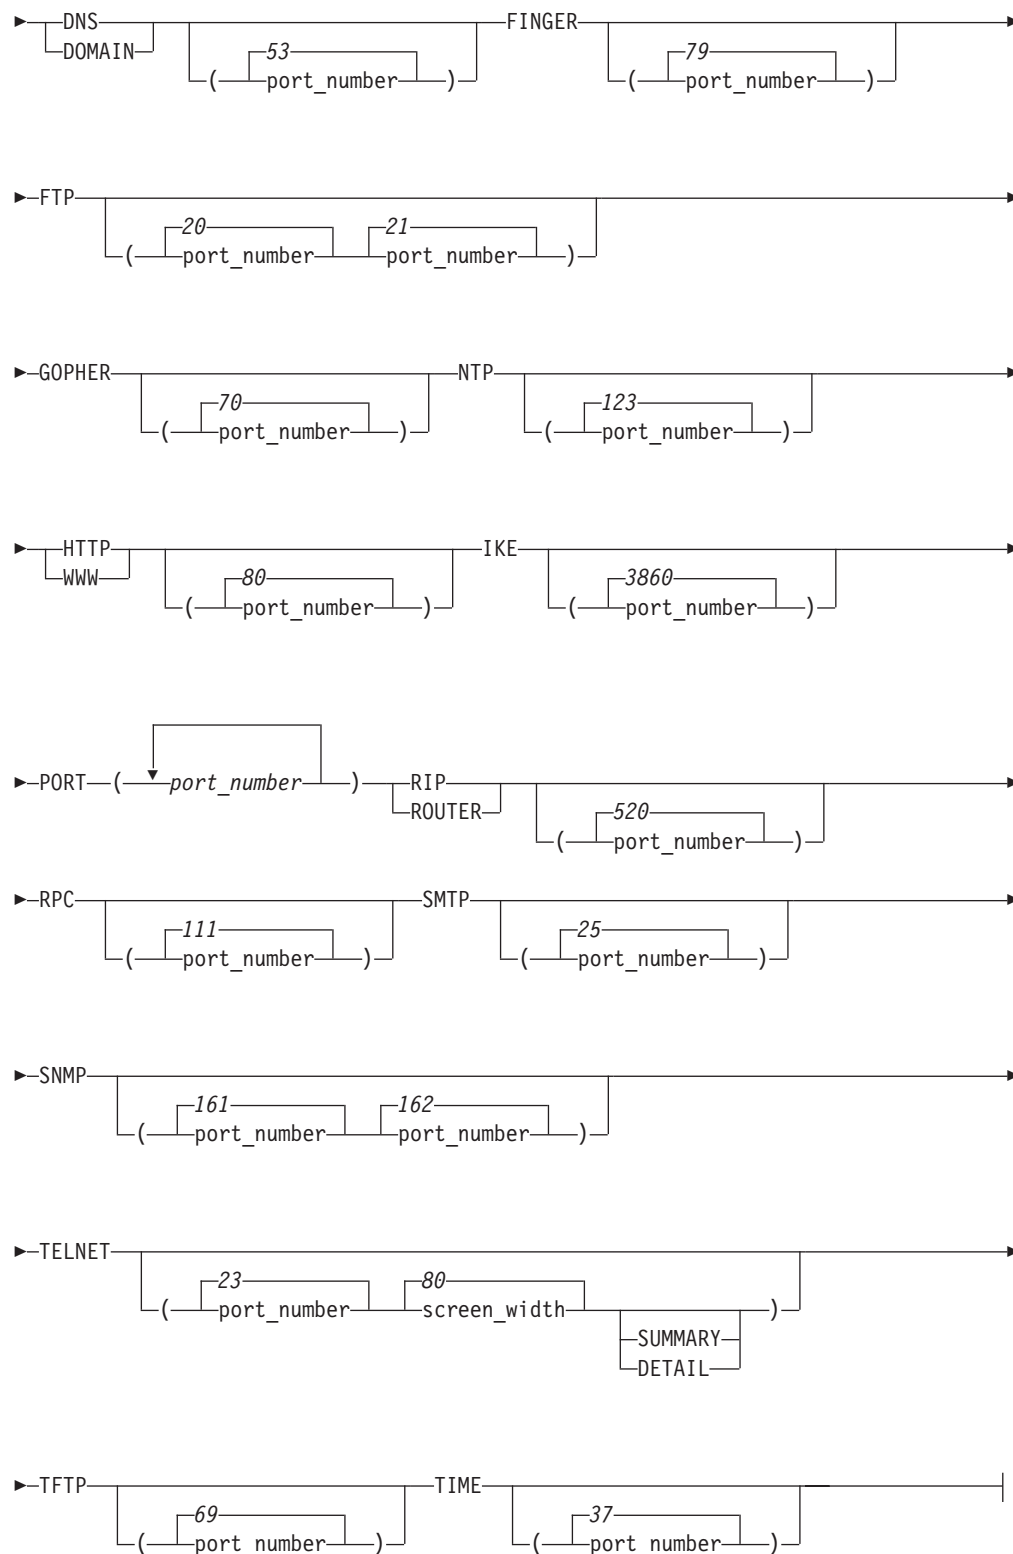 DNS FINGER
DOMAIN 53 79
( port_number ) ( port_number )
FTP
20 21
( port_number port_number )
GOPHER NTP
70 123
( port_number ) ( port_number )
HTTP IKE
WWW 80 3860
( port_number ) ( port_number )
PORT ( port_number ) RIP
ROUTER 520
( port_number )
RPC SMTP
111 25
( port_number ) ( port_number )
SNMP
161 162
( port_number port_number )
TELNET
23 80
( port_number screen_width )
SUMMARY
DETAIL
TFTP TIME
69 37
( port_number ) ( port_number )